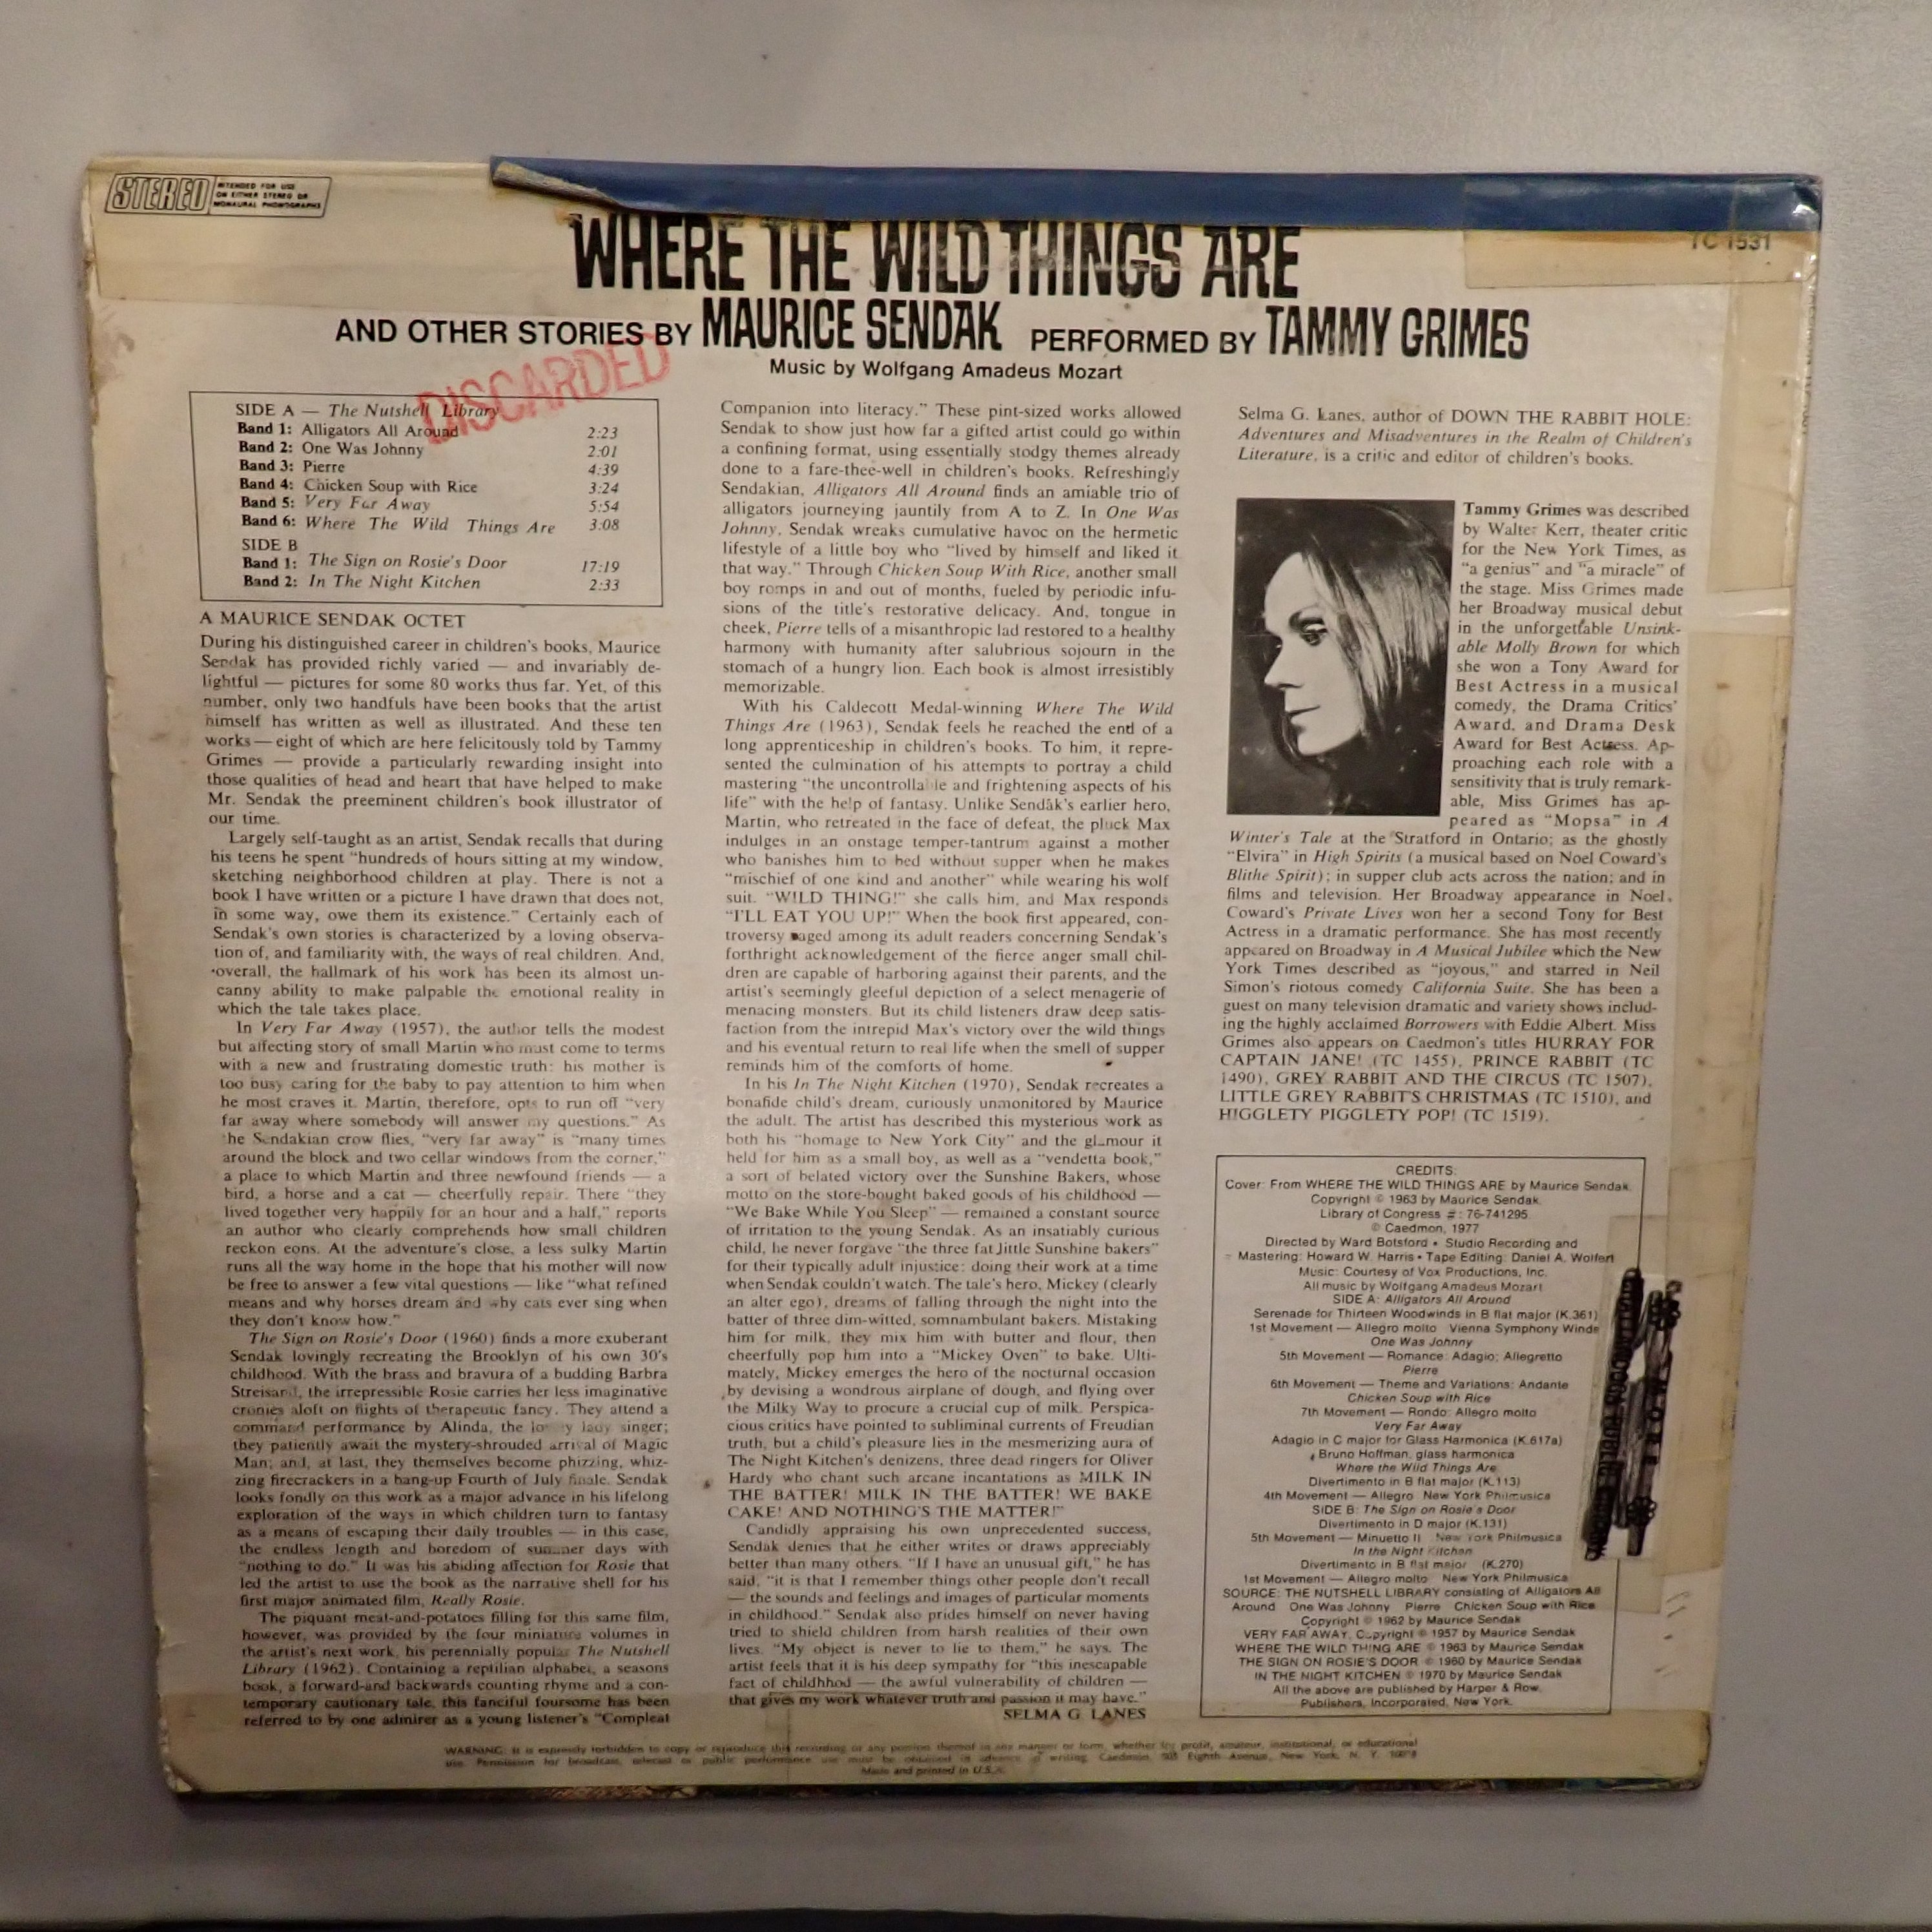 STEREO
INTENDED FOR USE
ON EITHER STEREO OR
MONAURAL PHONOGRAPHS
TC 1531
WHERE THE WILD THINGS ARE
AND OTHER STORIES BY MAURICE SENDAK PERFORMED BY TAMMY GRIMES
Music by Wolfgang Amadeus Mozart
DISCARDED
SIDE A — The Nutshell Library
Band 1: Alligators All Around 2:23
Band 2: One Was Johnny 2:01
Band 3: Pierre 4:39
Band 4: Chicken Soup with Rice 3:24
Band 5: Very Far Away 5:54
Band 6: Where The Wild Things Are 3:08
SIDE B
Band 1: The Sign on Rosie's Door 17:19
Band 2: In The Night Kitchen 2:33
A MAURICE SENDAK OCTET
During his distinguished career in children's books, Maurice
Sendak has provided richly varied — and invariably de-
lightful — pictures for some 80 works thus far. Yet, of this
number, only two handfuls have been books that the artist
himself has written as well as illustrated. And these ten
works — eight of which are here felicitously told by Tammy
Grimes — provide a particularly rewarding insight into
those qualities of head and heart that have helped to make
Mr. Sendak the preeminent children's book illustrator of
our time.
Largely self-taught as an artist, Sendak recalls that during
his teens he spent "hundreds of hours sitting at my window,
sketching neighborhood children at play. There is not a
book I have written or a picture I have drawn that does not,
in some way, owe them its existence." Certainly each of
Sendak's own stories is characterized by a loving observa-
tion of, and familiarity with, the ways of real children. And,
overall, the hallmark of his work has been its almost un-
canny ability to make palpable the emotional reality in
which the tale takes place.
In Very Far Away (1957), the author tells the modest
but affecting story of small Martin who must come to terms
with a new and frustrating domestic truth: his mother is
too busy caring for the baby to pay attention to him when
he most craves it. Martin, therefore, opts to run off "very
far away where somebody will answer my questions." As
the Sendakian crow flies, "very far away" is "many times
around the block and two cellar windows from the corner,"
a place to which Martin and three newfound friends — a
bird, a horse and a cat — cheerfully repair. There "they
lived together very happily for an hour and a half," reports
an author who clearly comprehends how small children
reckon eons. At the adventure's close, a less sulky Martin
runs all the way home in the hope that his mother will now
be free to answer a few vital questions — like "what refined
means and why horses dream and why cats ever sing when
they don't know how."
The Sign on Rosie's Door (1960) finds a more exuberant
Sendak lovingly recreating the Brooklyn of his own 30's
childhood. With the brass and bravura of a budding Barbra
Streisand, the irrepressible Rosie carries her less imaginative
cronies aloft on flights of therapeutic fancy. They attend a
command performance by Alinda, the lovely lady singer;
they patiently await the mystery-shrouded arrival of Magic
Man; and, at last, they themselves become phizzing, whiz-
zing firecrackers in a bang-up Fourth of July finale. Sendak
looks fondly on this work as a major advance in his lifelong
exploration of the ways in which children turn to fantasy
as a means of escaping their daily troubles — in this case,
the endless length and boredom of summer days with
"nothing to do." It was his abiding affection for Rosie that
led the artist to use the book as the narrative shell for his
first major animated film, Really Rosie.
The piquant meat-and-potatoes filling for this same film,
however, was provided by the four miniature volumes in
the artist's next work, his perennially popular The Nutshell
Library (1962). Containing a reptilian alphabet, a seasons
book, a forward-and backwards counting rhyme and a con-
temporary cautionary tale, this fanciful foursome has been
referred to by one admirer as a young listener's "Compleat
Companion into literacy." These pint-sized works allowed
Sendak to show just how far a gifted artist could go within
a confining format, using essentially stodgy themes already
done to a fare-thee-well in children's books. Refreshingly
Sendakian, Alligators All Around finds an amiable trio of
alligators journeying jauntily from A to Z. In One Was
Johnny, Sendak wreaks cumulative havoc on the hermetic
lifestyle of a little boy who "lived by himself and liked it
that way." Through Chicken Soup With Rice, another small
boy romps in and out of months, fueled by periodic infu-
sions of the title's restorative delicacy. And, tongue in
cheek, Pierre tells of a misanthropic lad restored to a healthy
harmony with humanity after salubrious sojourn in the
stomach of a hungry lion. Each book is almost irresistibly
memorizable.
With his Caldecott Medal-winning Where The Wild
Things Are (1963), Sendak feels he reached the end of a
long apprenticeship in children's books. To him, it repre-
sented the culmination of his attempts to portray a child
mastering "the uncontrollable and frightening aspects of his
life" with the help of fantasy. Unlike Sendak's earlier hero,
Martin, who retreated in the face of defeat, the pluck Max
indulges in an onstage temper-tantrum against a mother
who banishes him to bed without supper when he makes
"mischief of one kind and another" while wearing his wolf
suit. "WILD THING!" she calls him, and Max responds
"I'LL EAT YOU UP!" When the book first appeared, con-
troversy raged among its adult readers concerning Sendak's
forthright acknowledgement of the fierce anger small chil-
dren are capable of harboring against their parents, and the
artist's seemingly gleeful depiction of a select menagerie of
menacing monsters. But its child listeners draw deep satis-
faction from the intrepid Max's victory over the wild things
and his eventual return to real life when the smell of supper
reminds him of the comforts of home.
In his In The Night Kitchen (1970), Sendak recreates a
bonafide child's dream, curiously unmonitored by Maurice
the adult. The artist has described this mysterious work as
both his "homage to New York City" and the glamour it
held for him as a small boy, as well as a "vendetta book,"
a sort of belated victory over the Sunshine Bakers, whose
motto on the store-bought baked goods of his childhood —
"We Bake While You Sleep" — remained a constant source
of irritation to the young Sendak. As an insatiably curious
child, he never forgave "the three fat little Sunshine bakers"
for their typically adult injustice: doing their work at a time
when Sendak couldn't watch. The tale's hero, Mickey (clearly
an alter ego), dreams of falling through the night into the
batter of three dim-witted, somnambulant bakers. Mistaking
him for milk, they mix him with butter and flour, then
cheerfully pop him into a "Mickey Oven" to bake. Ulti-
mately, Mickey emerges the hero of the nocturnal occasion
by devising a wondrous airplane of dough, and flying over
the Milky Way to procure a crucial cup of milk. Perspica-
cious critics have pointed to subliminal currents of Freudian
truth, but a child's pleasure lies in the mesmerizing aura of
The Night Kitchen's denizens, three dead ringers for Oliver
Hardy who chant such arcane incantations as MILK IN
THE BATTER! MILK IN THE BATTER! WE BAKE
CAKE! AND NOTHING'S THE MATTER!"
Candidly appraising his own unprecedented success,
Sendak denies that he either writes or draws appreciably
better than many others. "If I have an unusual gift," he has
said, "it is that I remember things other people don't recall
— the sounds and feelings and images of particular moments
in childhood." Sendak also prides himself on never having
tried to shield children from harsh realities of their own
lives. "My object is never to lie to them," he says. The
artist feels that it is his deep sympathy for "this inescapable
fact of childhhod — the awful vulnerability of children —
that gives my work whatever truth and passion it may have."
SELMA G. LANES
Selma G. Lanes, author of DOWN THE RABBIT HOLE:
Adventures and Misadventures in the Realm of Children's
Literature, is a critic and editor of children's books.
Tammy Grimes was described
by Walter Kerr, theater critic
for the New York Times, as
"a genius" and "a miracle" of
the stage. Miss Grimes made
her Broadway musical debut
in the unforgettable Unsink-
able Molly Brown for which
she won a Tony Award for
Best Actress in a musical
comedy, the Drama Critics'
Award, and Drama Desk
Award for Best Actress. Ap-
proaching each role with a
sensitivity that is truly remark-
able, Miss Grimes has ap-
peared as "Mopsa" in A
Winter's Tale at the Stratford in Ontario; as the ghostly
"Elvira" in High Spirits (a musical based on Noel Coward's
Blithe Spirit); in supper club acts across the nation; and in
films and television. Her Broadway appearance in Noel
Coward's Private Lives won her a second Tony for Best
Actress in a dramatic performance. She has most recently
appeared on Broadway in A Musical Jubilee which the New
York Times described as "joyous," and starred in Neil
Simon's riotous comedy California Suite. She has been a
guest on many television dramatic and variety shows includ-
ing the highly acclaimed Borrowers with Eddie Albert. Miss
Grimes also appears on Caedmon's titles HURRAY FOR
CAPTAIN JANE! (TC 1455), PRINCE RABBIT (TC
1490), GREY RABBIT AND THE CIRCUS (TC 1507),
LITTLE GREY RABBIT'S CHRISTMAS (TC 1510), and
HIGGLETY PIGGLETY POP! (TC 1519).
CREDITS:
Cover: From WHERE THE WILD THINGS ARE by Maurice Sendak.
Copyright © 1963 by Maurice Sendak.
Library of Congress #: 76-741295
© Caedmon, 1977
Directed by Ward Botsford • Studio Recording and
Mastering: Howard W. Harris • Tape Editing: Daniel A. Wolfert
Music: Courtesy of Vox Productions, Inc.
All music by Wolfgang Amadeus Mozart
SIDE A: Alligators All Around
Serenade for Thirteen Woodwinds in B flat major (K.361)
1st Movement — Allegro molto Vienna Symphony Winds
One Was Johnny
5th Movement — Romance: Adagio; Allegretto
Pierre
6th Movement — Theme and Variations: Andante
Chicken Soup with Rice
7th Movement — Rondo: Allegro molto
Very Far Away
Adagio in C major for Glass Harmonica (K.617a)
Bruno Hoffman, glass harmonica
Where the Wild Things Are
Divertimento in B flat major (K.113)
4th Movement — Allegro New York Philmusica
SIDE B: The Sign on Rosie's Door
Divertimento in D major (K.131)
5th Movement — Minuetto II New York Philmusica
In the Night Kitchen
Divertimento in B flat major (K.270)
1st Movement — Allegro molto New York Philmusica
SOURCE: THE NUTSHELL LIBRARY consisting of Alligators All
Around One Was Johnny Pierre Chicken Soup with Rice
Copyright © 1962 by Maurice Sendak
VERY FAR AWAY, Copyright © 1957 by Maurice Sendak
WHERE THE WILD THING ARE © 1963 by Maurice Sendak
THE SIGN ON ROSIE'S DOOR © 1960 by Maurice Sendak
IN THE NIGHT KITCHEN © 1970 by Maurice Sendak
All the above are published by Harper & Row,
Publishers, Incorporated, New York.
WARNING: It is expressly forbidden to copy or reproduce this recording or any portion thereof in any manner or form, whether for profit, amateur, institutional, or educational
use. Permission for broadcast, telecast or public performance use must be obtained in advance in writing. Caedmon, 505 Eighth Avenue, New York, N. Y. 10018
Made and printed in U.S.A.